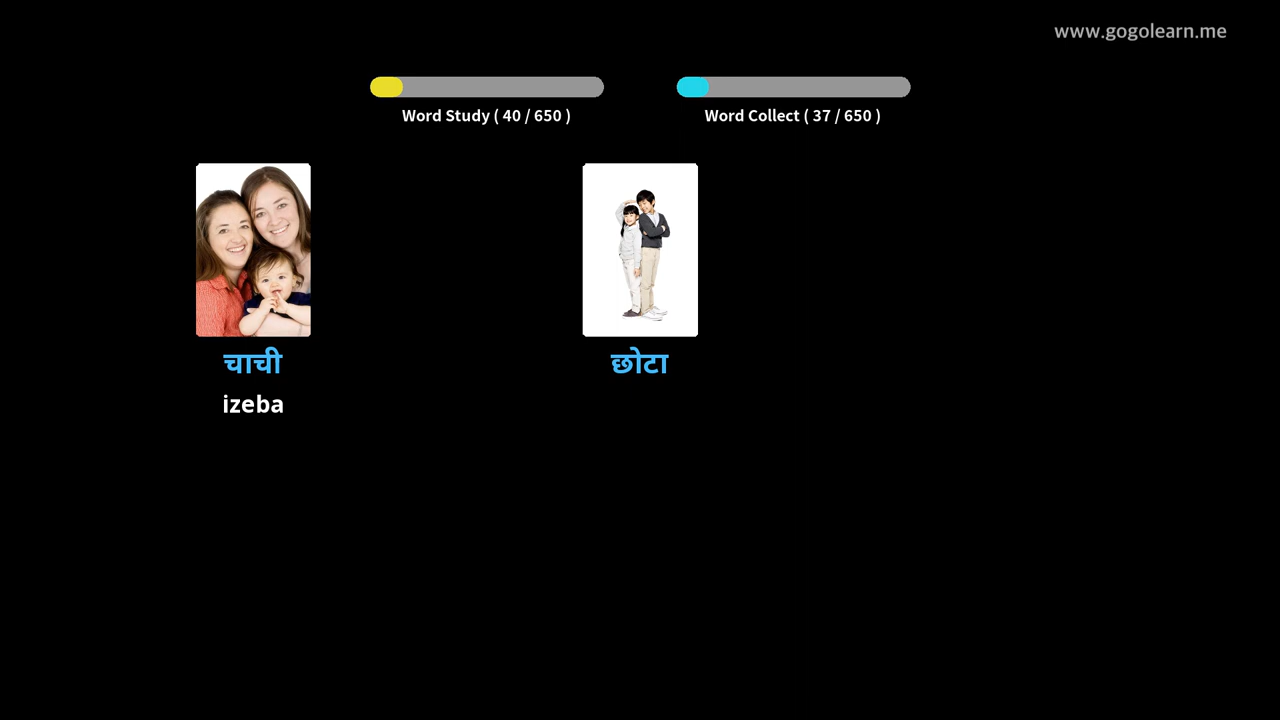 www.gogolearn.me
Word Study ( 40 / 650 )
Word Collect ( 37 / 650 )
चाची
छोटा
izeba